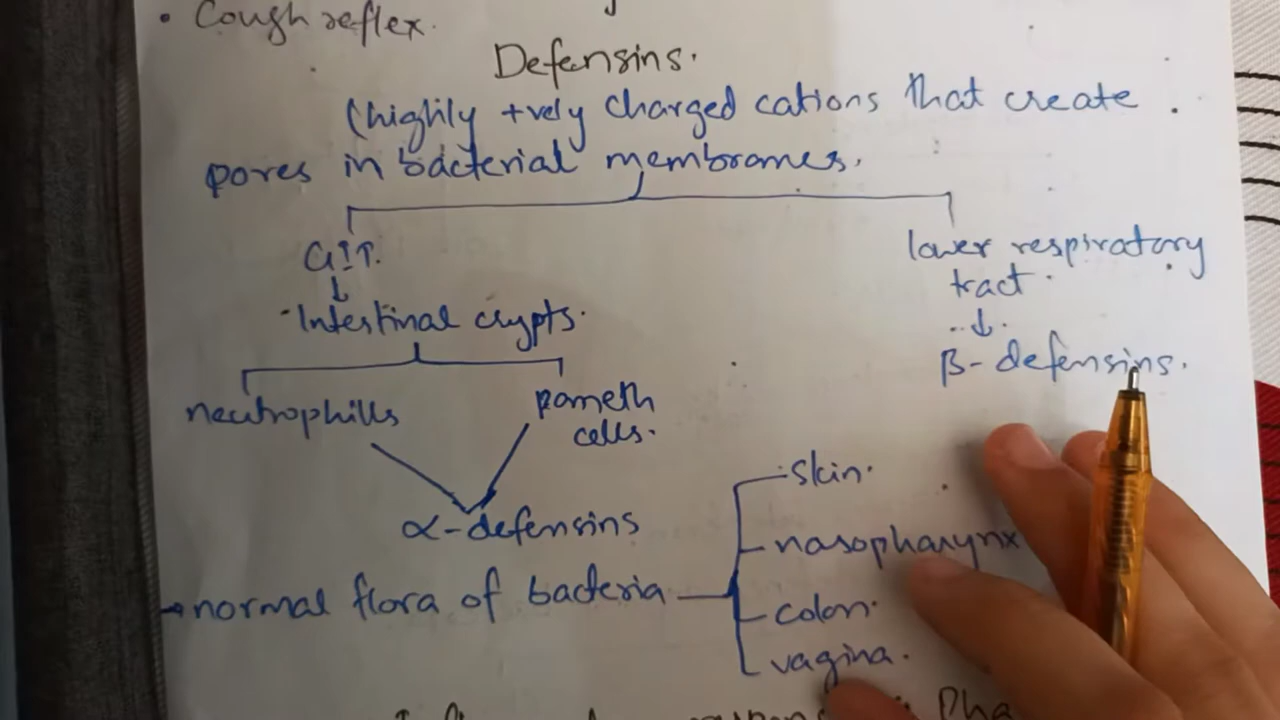 • Cough reflex.
Defensins.
(highly +vely charged cations that create
pores in bacterial membranes.
G.I.T.
lower respiratory
tract.
↓
↓
Intestinal crypts.
β-defensins.
neutrophills
paneth
cells.
α-defensins
skin.
nasopharynx
→normal flora of bacteria
colon.
vagina.